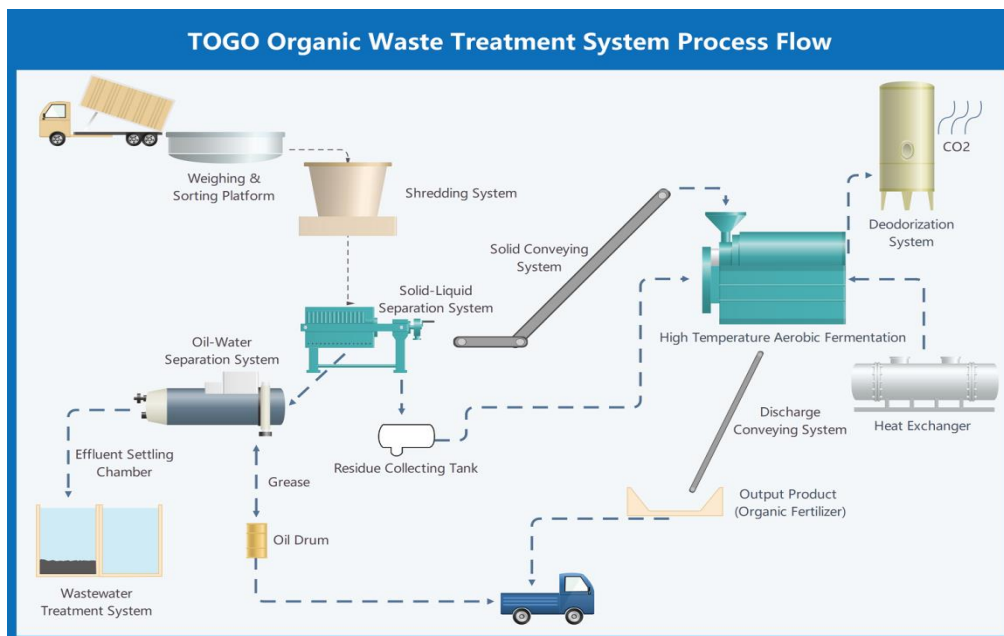 TOGO Organic Waste Treatment System Process Flow
Weighing &
Sorting Platform
Shredding System
CO2
Deodorization
System
Solid Conveying
System
Solid-Liquid
Separation System
High Temperature Aerobic Fermentation
Oil-Water
Separation System
Heat Exchanger
Discharge
Conveying System
Residue Collecting Tank
Effluent Settling
Chamber
Grease
Output Product
(Organic Fertilizer)
Oil Drum
Wastewater
Treatment System